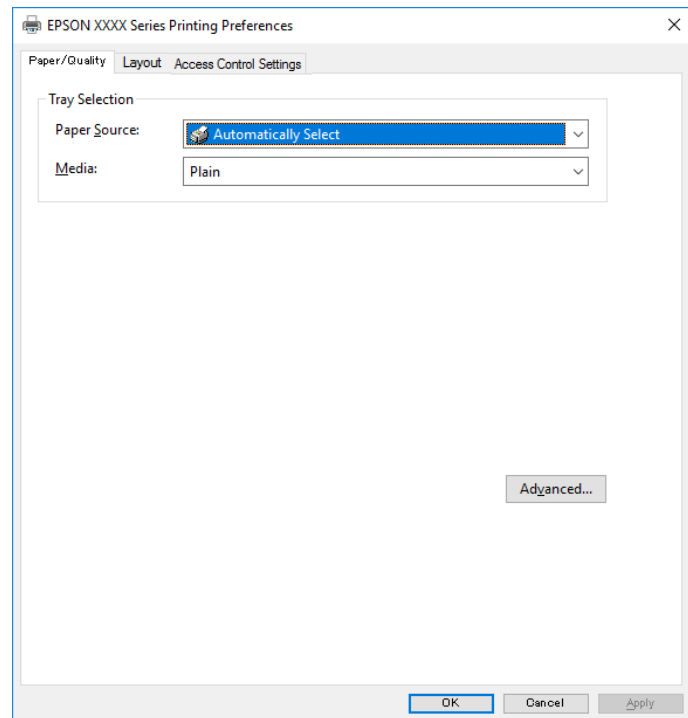 EPSON XXXX Series Printing Preferences
Paper/Quality Layout Access Control Settings
Tray Selection
Paper Source: Automatically Select
Media: Plain
Advanced...
OK Cancel Apply